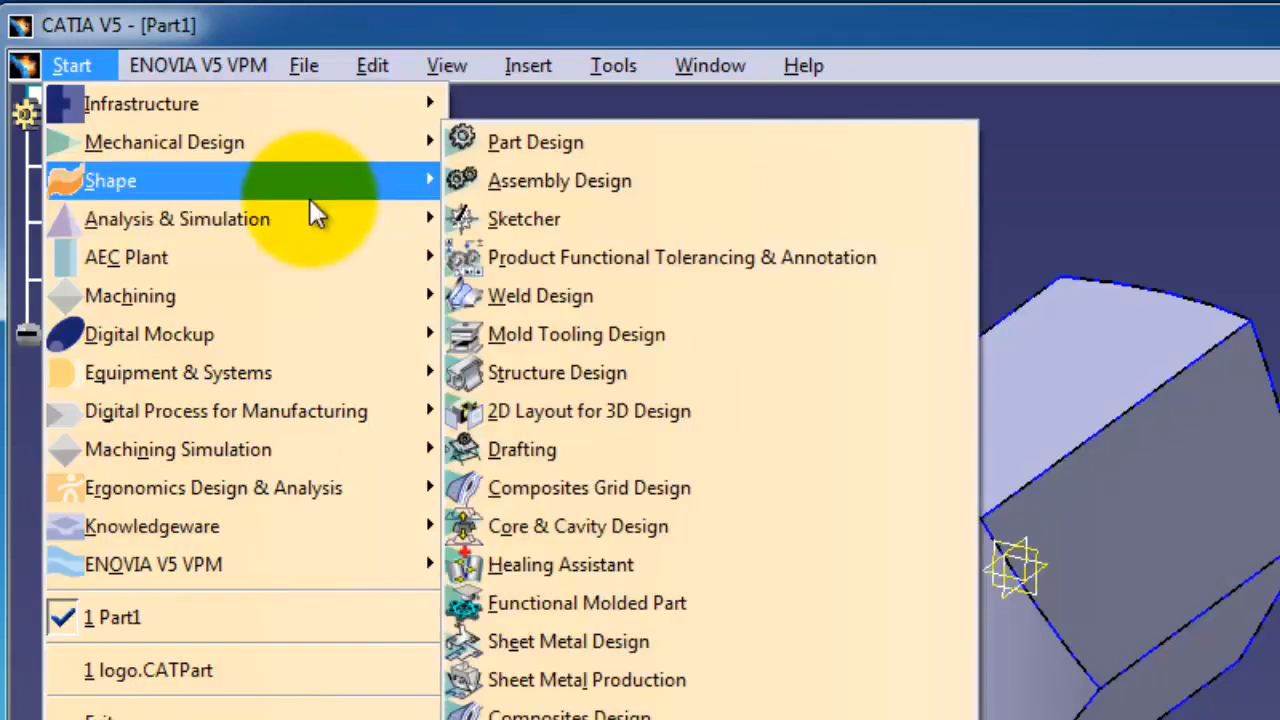 CATIA V5 - [Part1]
Start ENOVIA V5 VPM File Edit View Insert Tools Window Help
Infrastructure
Mechanical Design
Shape
Analysis & Simulation
AEC Plant
Machining
Digital Mockup
Equipment & Systems
Digital Process for Manufacturing
Machining Simulation
Ergonomics Design & Analysis
Knowledgeware
ENOVIA V5 VPM
1 Part1
1 logo.CATPart
Exit
Part Design
Assembly Design
Sketcher
Product Functional Tolerancing & Annotation
Weld Design
Mold Tooling Design
Structure Design
2D Layout for 3D Design
Drafting
Composites Grid Design
Core & Cavity Design
Healing Assistant
Functional Molded Part
Sheet Metal Design
Sheet Metal Production
Composites Design